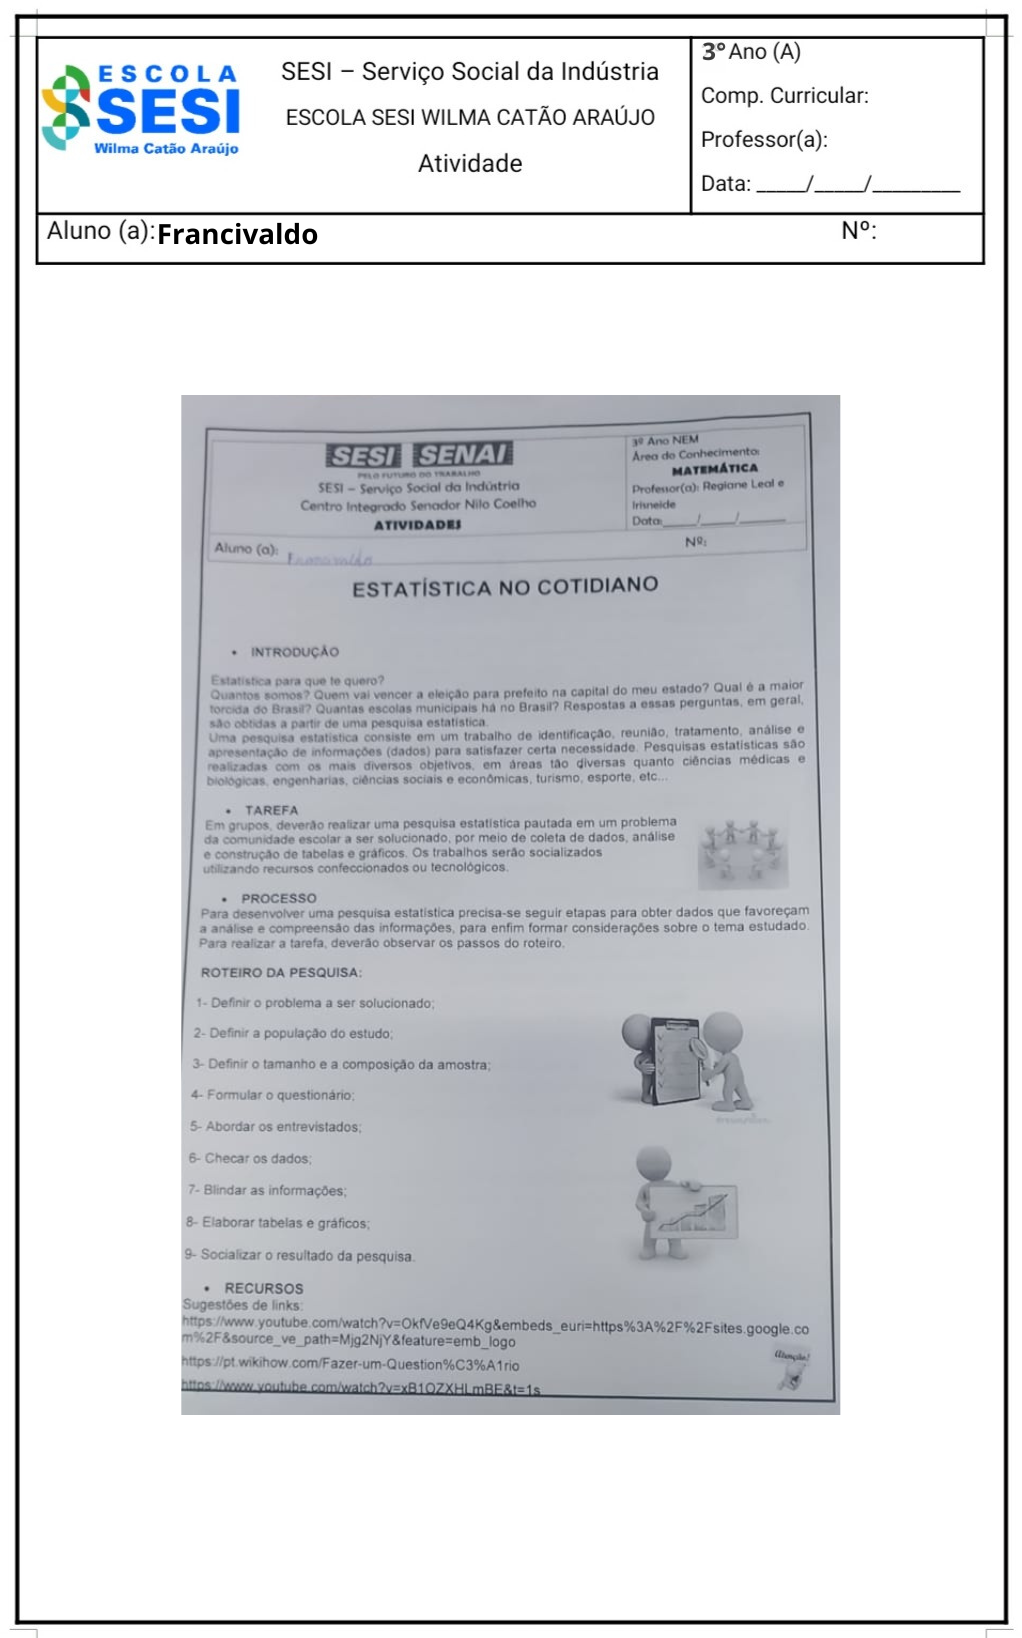 ESCOLA
SESI
Wilma Catão Araújo
SESI – Serviço Social da Indústria
ESCOLA SESI WILMA CATÃO ARAÚJO
Atividade
3º Ano (A)
Comp. Curricular:
Professor(a):
Data: _____/_____/_________
Aluno (a): Francivaldo
Nº:
SESI SENAI
PELO FUTURO DO TRABALHO
SESI – Serviço Social da Indústria
Centro Integrado Senador Nilo Coelho
ATIVIDADES
3º Ano NEM
Área do Conhecimento:
MATEMÁTICA
Professor(a): Regiane Leal e
Irisneide
Data:_____/_____/_______
Aluno (a): Francivaldo
Nº:
ESTATÍSTICA NO COTIDIANO
• INTRODUÇÃO
Estatística para que te quero?
Quantos somos? Quem vai vencer a eleição para prefeito na capital do meu estado? Qual é a maior
torcida do Brasil? Quantas escolas municipais há no Brasil? Respostas a essas perguntas, em geral,
são obtidas a partir de uma pesquisa estatística.
Uma pesquisa estatística consiste em um trabalho de identificação, reunião, tratamento, análise e
apresentação de informações (dados) para satisfazer certa necessidade. Pesquisas estatísticas são
realizadas com os mais diversos objetivos, em áreas tão diversas quanto ciências médicas e
biológicas, engenharias, ciências sociais e econômicas, turismo, esporte, etc...
• TAREFA
Em grupos, deverão realizar uma pesquisa estatística pautada em um problema
da comunidade escolar a ser solucionado, por meio de coleta de dados, análise
e construção de tabelas e gráficos. Os trabalhos serão socializados
utilizando recursos confeccionados ou tecnológicos.
• PROCESSO
Para desenvolver uma pesquisa estatística precisa-se seguir etapas para obter dados que favoreçam
a análise e compreensão das informações, para enfim formar considerações sobre o tema estudado.
Para realizar a tarefa, deverão observar os passos do roteiro.
ROTEIRO DA PESQUISA:
1- Definir o problema a ser solucionado;
2- Definir a população do estudo;
3- Definir o tamanho e a composição da amostra;
4- Formular o questionário;
5- Abordar os entrevistados;
6- Checar os dados;
7- Blindar as informações;
8- Elaborar tabelas e gráficos;
9- Socializar o resultado da pesquisa.
• RECURSOS
Sugestões de links:
https://www.youtube.com/watch?v=OkfVe9eQ4Kg&embeds_euri=https%3A%2F%2Fsites.google.co
m%2F&source_ve_path=Mjg2NjY&feature=emb_logo
https://pt.wikihow.com/Fazer-um-Question%C3%A1rio
Atenção!
https://www.youtube.com/watch?v=xB1OZXHLmBE&t=1s